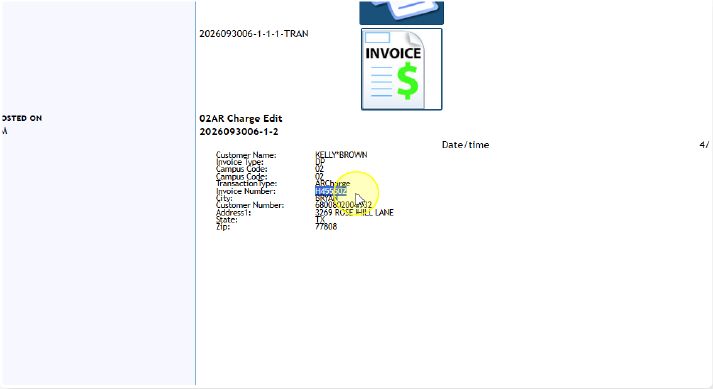 2026093006-1-1-1-TRAN
INVOICE
$
OSTED ON
02AR Charge Edit
2026093006-1-2
Date/time 4/
Customer Name: KELLY*BROWN
Invoice Type: DP
Campus Code: 02
Campus Code: 02
TransactionType: ARCharge
Invoice Number:
City: BRYAN
Customer Number:
Address1: 3269 ROSE HILL LANE
State: TX
Zip: 77808